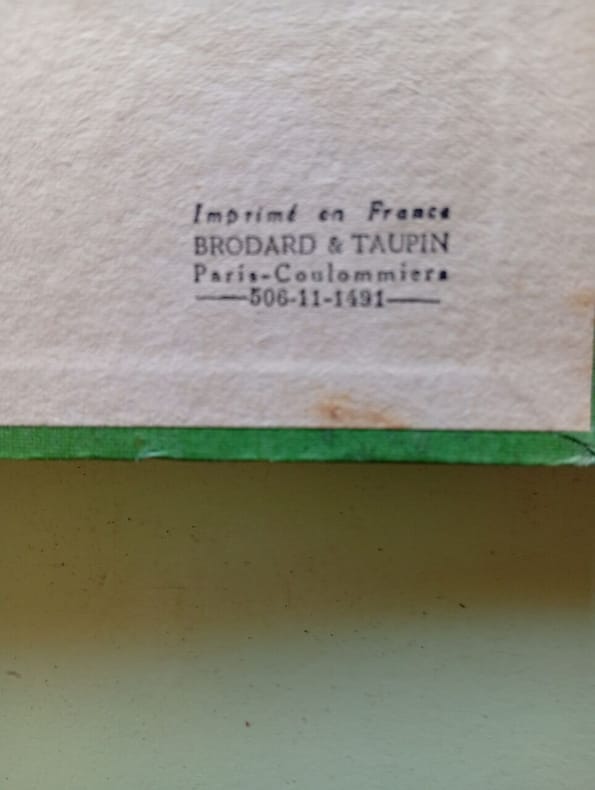 Imprimé en France
BRODARD & TAUPIN
Paris-Coulommiers
506-11-1491